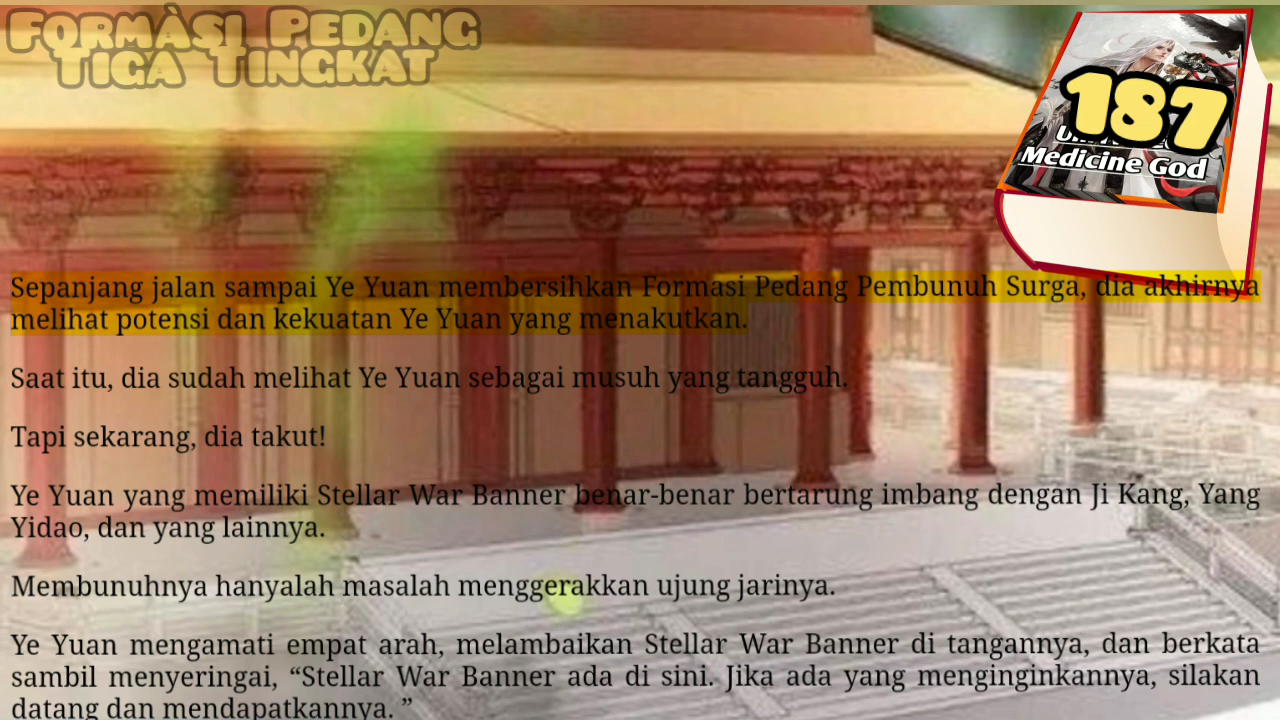 Formàsi Pedang
Tiga Tingkat
187
Medicine God
Sepanjang jalan sampai Ye Yuan membersihkan Formasi Pedang Pembunuh Surga, dia akhirnya
melihat potensi dan kekuatan Ye Yuan yang menakutkan.
Saat itu, dia sudah melihat Ye Yuan sebagai musuh yang tangguh.
Tapi sekarang, dia takut!
Ye Yuan yang memiliki Stellar War Banner benar-benar bertarung imbang dengan Ji Kang, Yang
Yidao, dan yang lainnya.
Membunuhnya hanyalah masalah menggerakkan ujung jarinya.
Ye Yuan mengamati empat arah, melambaikan Stellar War Banner di tangannya, dan berkata
sambil menyeringai, “Stellar War Banner ada di sini. Jika ada yang menginginkannya, silakan
datang dan mendapatkannya. ”